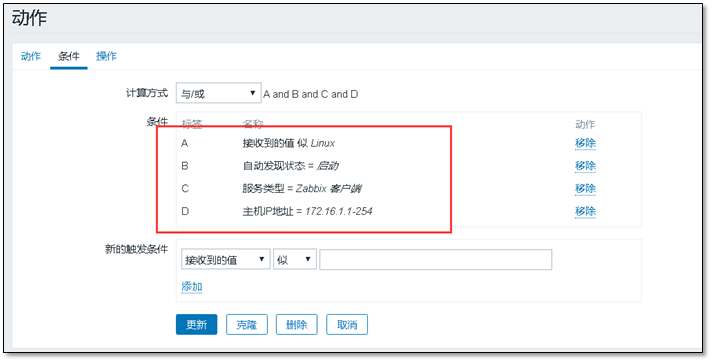 动作
动作 条件 操作
计算方式 与/或 A and B and C and D
条件 标签 名称 动作
A 接收到的值 似 Linux 移除
B 自动发现状态 = 启动 移除
C 服务类型 = Zabbix 客户端 移除
D 主机IP地址 = 172.16.1.1-254 移除
新的触发条件 接收到的值 似
添加
更新 克隆 删除 取消